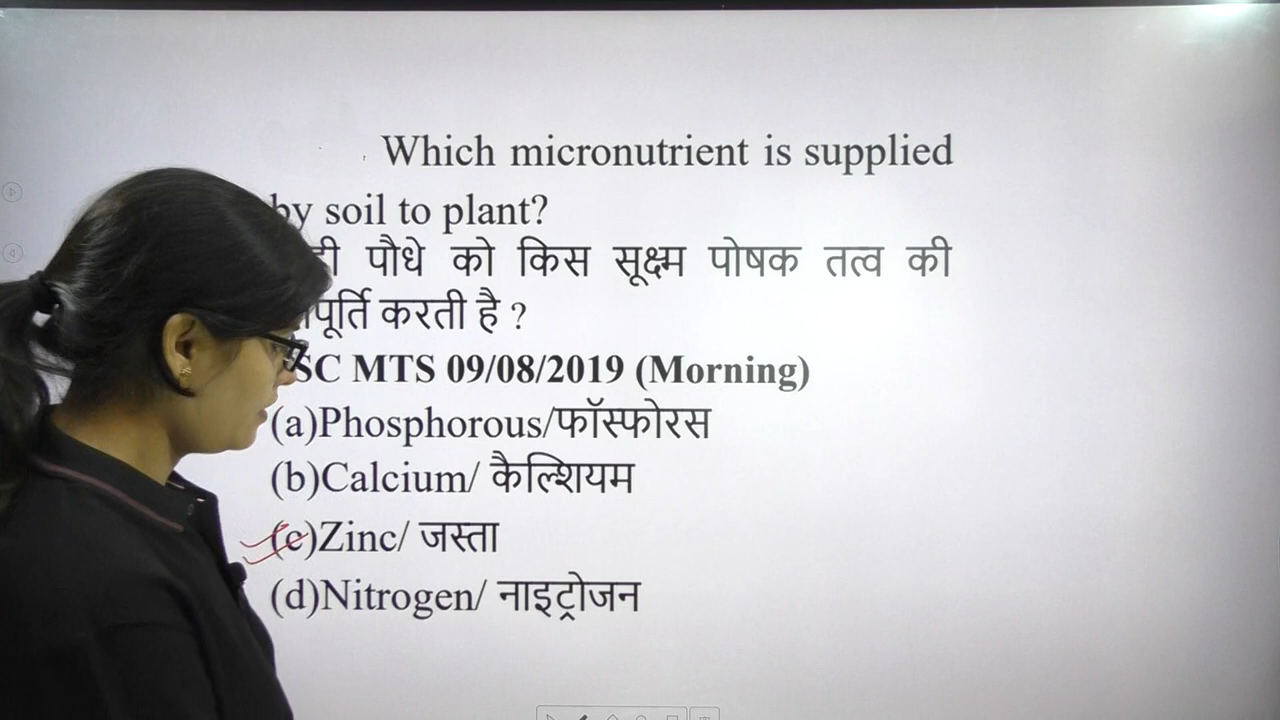 Which micronutrient is supplied
by soil to plant?
पौधे को किस सूक्ष्म पोषक तत्व की
करती है ?
SC MTS 09/08/2019 (Morning)
(a)Phosphorous/फॉस्फोरस
(b)Calcium/ कैल्शियम
(c)Zinc/ जस्ता
(d)Nitrogen/ नाइट्रोजन